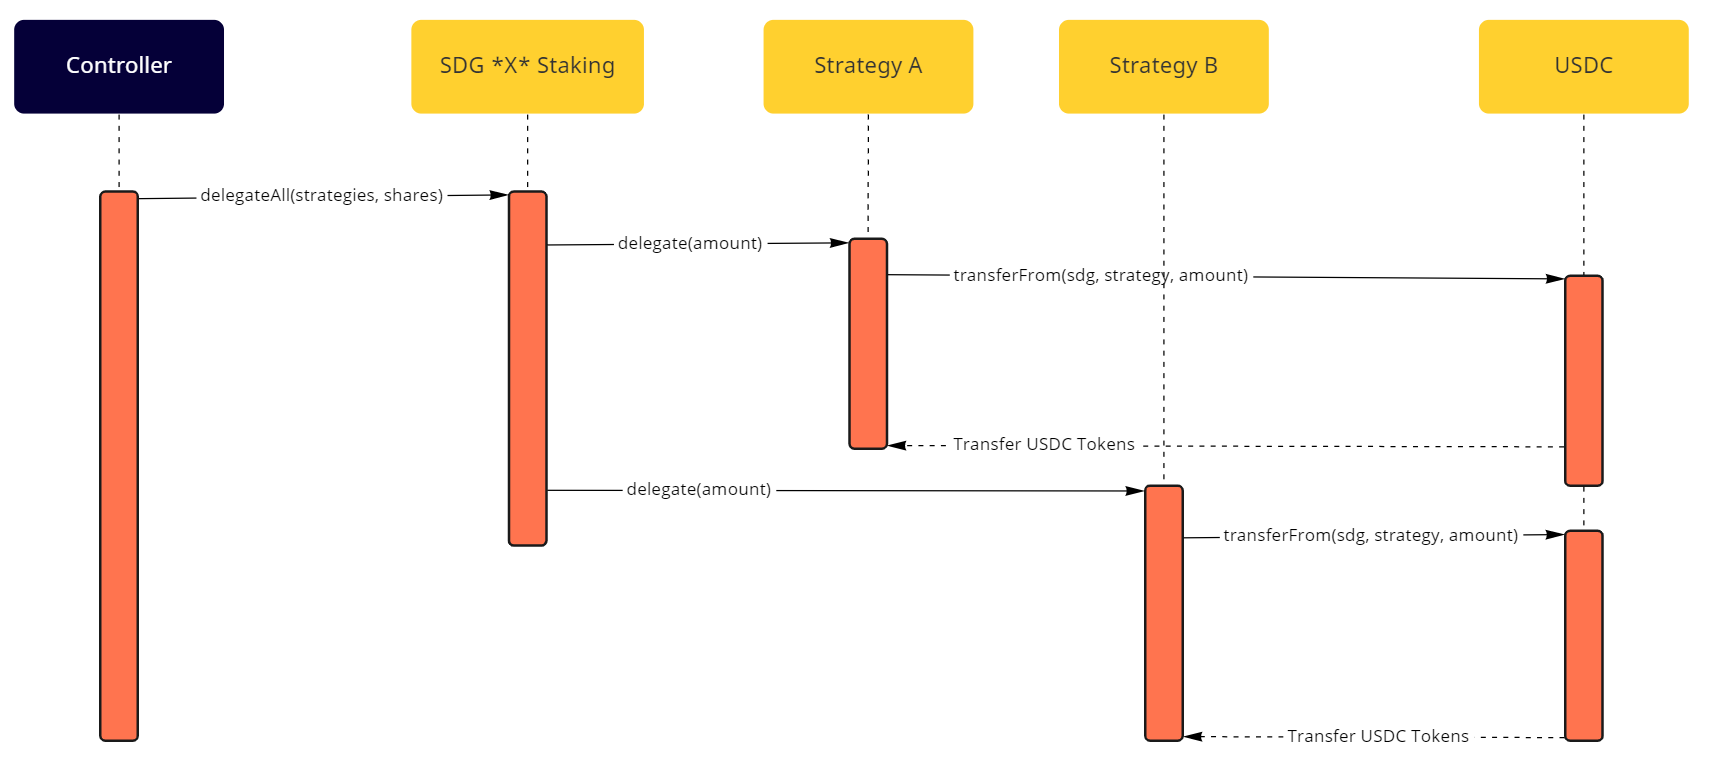 Controller
SDG *X* Staking
Strategy A
Strategy B
USDC
delegateAll(strategies, shares)
delegate(amount)
transferFrom(sdg, strategy, amount)
Transfer USDC Tokens
delegate(amount)
transferFrom(sdg, strategy, amount)
Transfer USDC Tokens